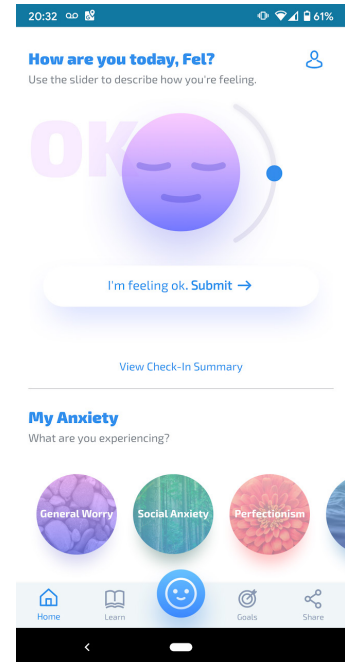 20:32
61%
How are you today, Fel?
Use the slider to describe how you're feeling.
OK
I'm feeling ok. Submit →
View Check-In Summary
My Anxiety
What are you experiencing?
General Worry
Social Anxiety
Perfectionism
Home
Learn
Goals
Share